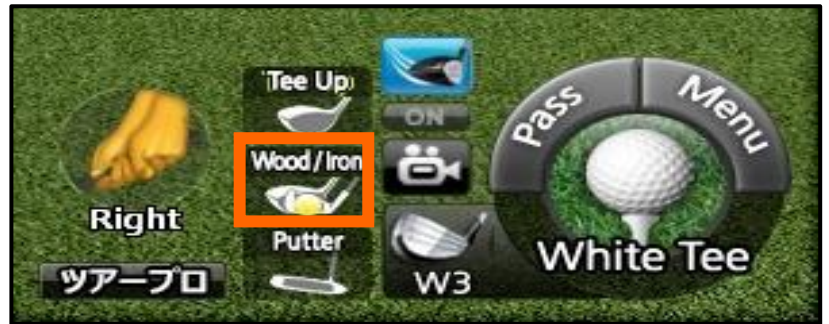 Right
ツアープロ
Tee Up
Wood/Iron
Putter
ON
W3
Pass
Menu
White Tee